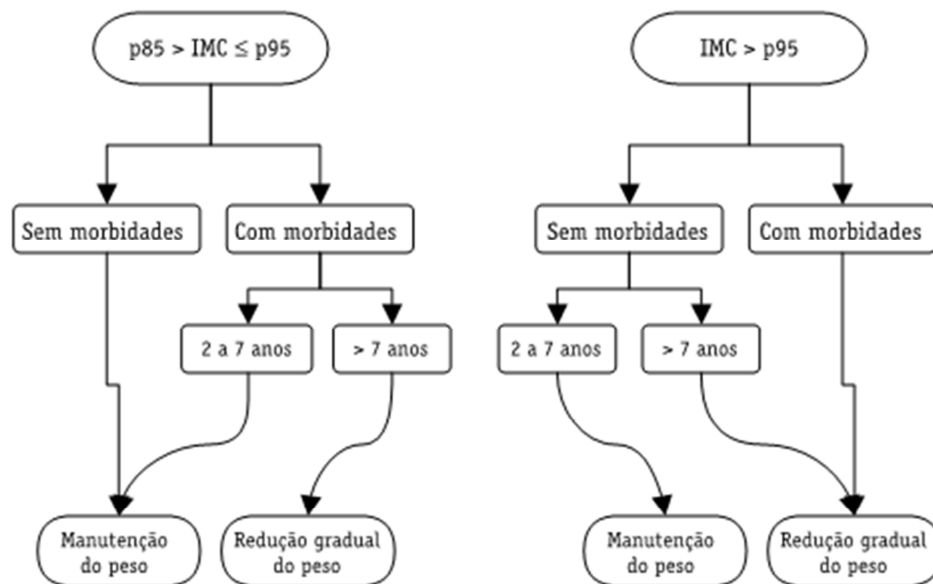 p85 > IMC ≤ p95
IMC > p95
Sem morbidades
Com morbidades
Sem morbidades
Com morbidades
2 a 7 anos
> 7 anos
2 a 7 anos
> 7 anos
Manutenção
do peso
Redução gradual
do peso
Manutenção
do peso
Redução gradual
do peso